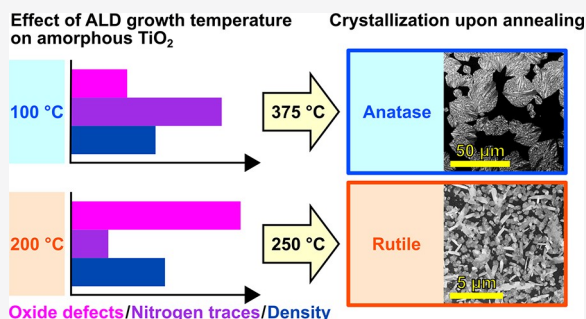 Effect of ALD growth temperature
on amorphous TiO₂
Crystallization upon annealing
100 °C
375 °C
Anatase
50 µm
200 °C
250 °C
Rutile
5 µm
Oxide defects/Nitrogen traces/Density